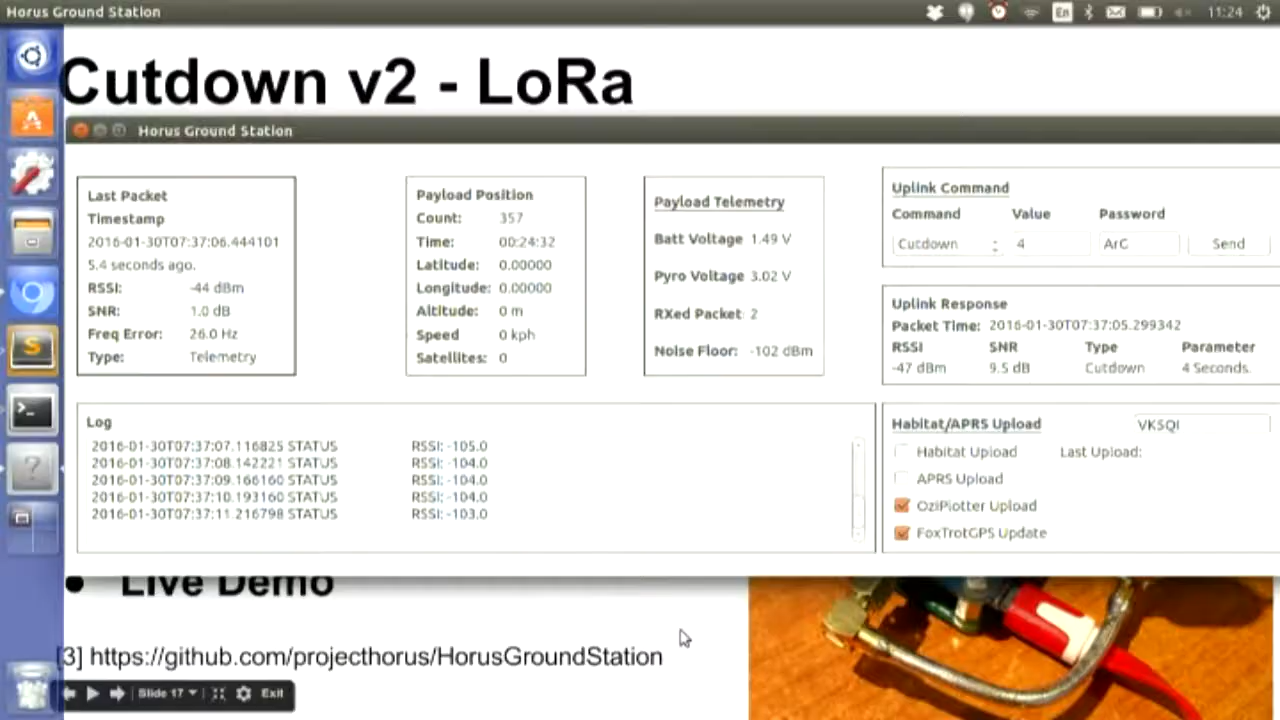 Horus Ground Station
En
11:24
Cutdown v2 - LoRa
Horus Ground Station
Last Packet
Timestamp
2016-01-30T07:37:06.444101
5.4 seconds ago.
RSSI: -44 dBm
SNR: 1.0 dB
Freq Error: 26.0 Hz
Type: Telemetry
Payload Position
Count: 357
Time: 00:24:32
Latitude: 0.00000
Longitude: 0.00000
Altitude: 0 m
Speed 0 kph
Satellites: 0
Payload Telemetry
Batt Voltage 1.49 V
Pyro Voltage 3.02 V
RXed Packet: 2
Noise Floor: -102 dBm
Uplink Command
Command Value Password
Cutdown 4 ArC Send
Uplink Response
Packet Time: 2016-01-30T07:37:05.299342
RSSI SNR Type Parameter
-47 dBm 9.5 dB Cutdown 4 Seconds.
Log
2016-01-30T07:37:07.116825 STATUS RSSI: -105.0
2016-01-30T07:37:08.142221 STATUS RSSI: -104.0
2016-01-30T07:37:09.166160 STATUS RSSI: -104.0
2016-01-30T07:37:10.193160 STATUS RSSI: -104.0
2016-01-30T07:37:11.216798 STATUS RSSI: -103.0
Habitat/APRS Upload VK5QI
Habitat Upload Last Upload:
APRS Upload
OziPlotter Upload
FoxTrotGPS Update
• Live Demo
[3] https://github.com/projecthorus/HorusGroundStation
Slide 17 Exit